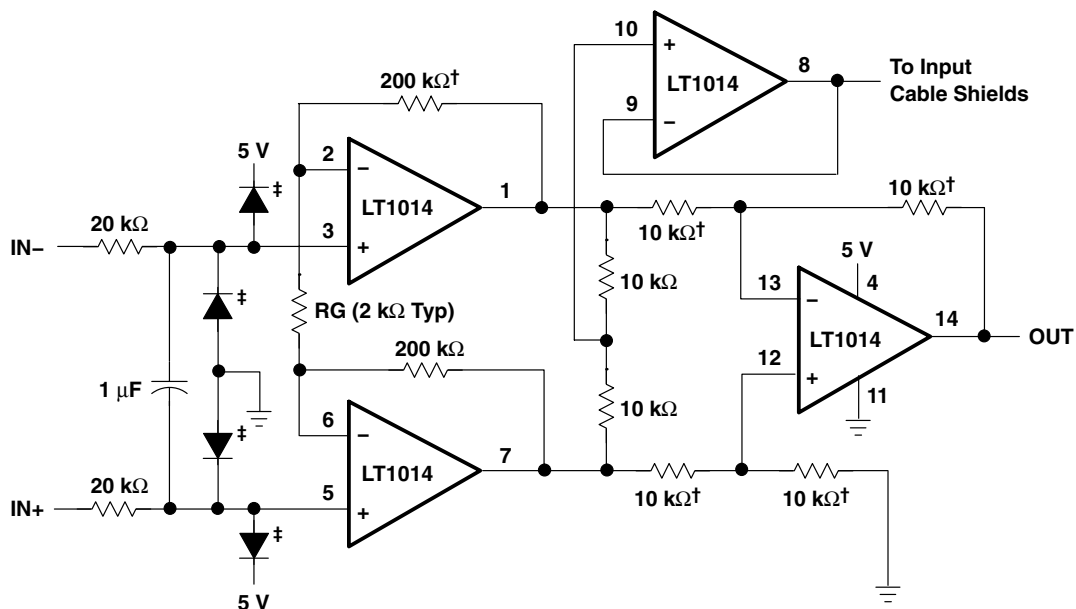 10
+
8
LT1014
To Input
Cable Shields
9
−
200 kΩ†
5 V
‡
2
−
LT1014
1
20 kΩ
IN−
3
+
10 kΩ†
10 kΩ†
‡
10 kΩ
5 V
4
13
−
RG (2 kΩ Typ)
200 kΩ
LT1014
14
OUT
12
+
11
1 μF
‡
10 kΩ
6
−
LT1014
7
20 kΩ
IN+
5
+
10 kΩ†
10 kΩ†
‡
5 V